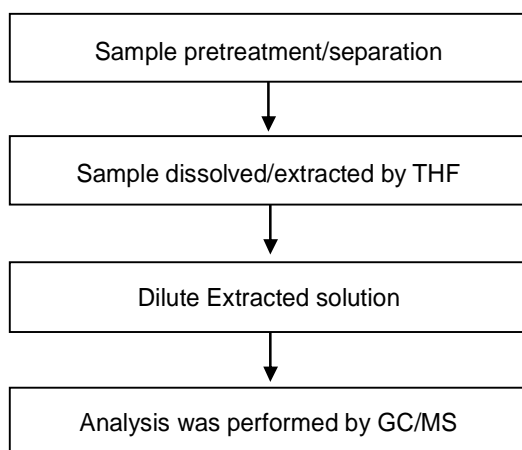 Sample pretreatment/separation
Sample dissolved/extracted by THF
Dilute Extracted solution
Analysis was performed by GC/MS